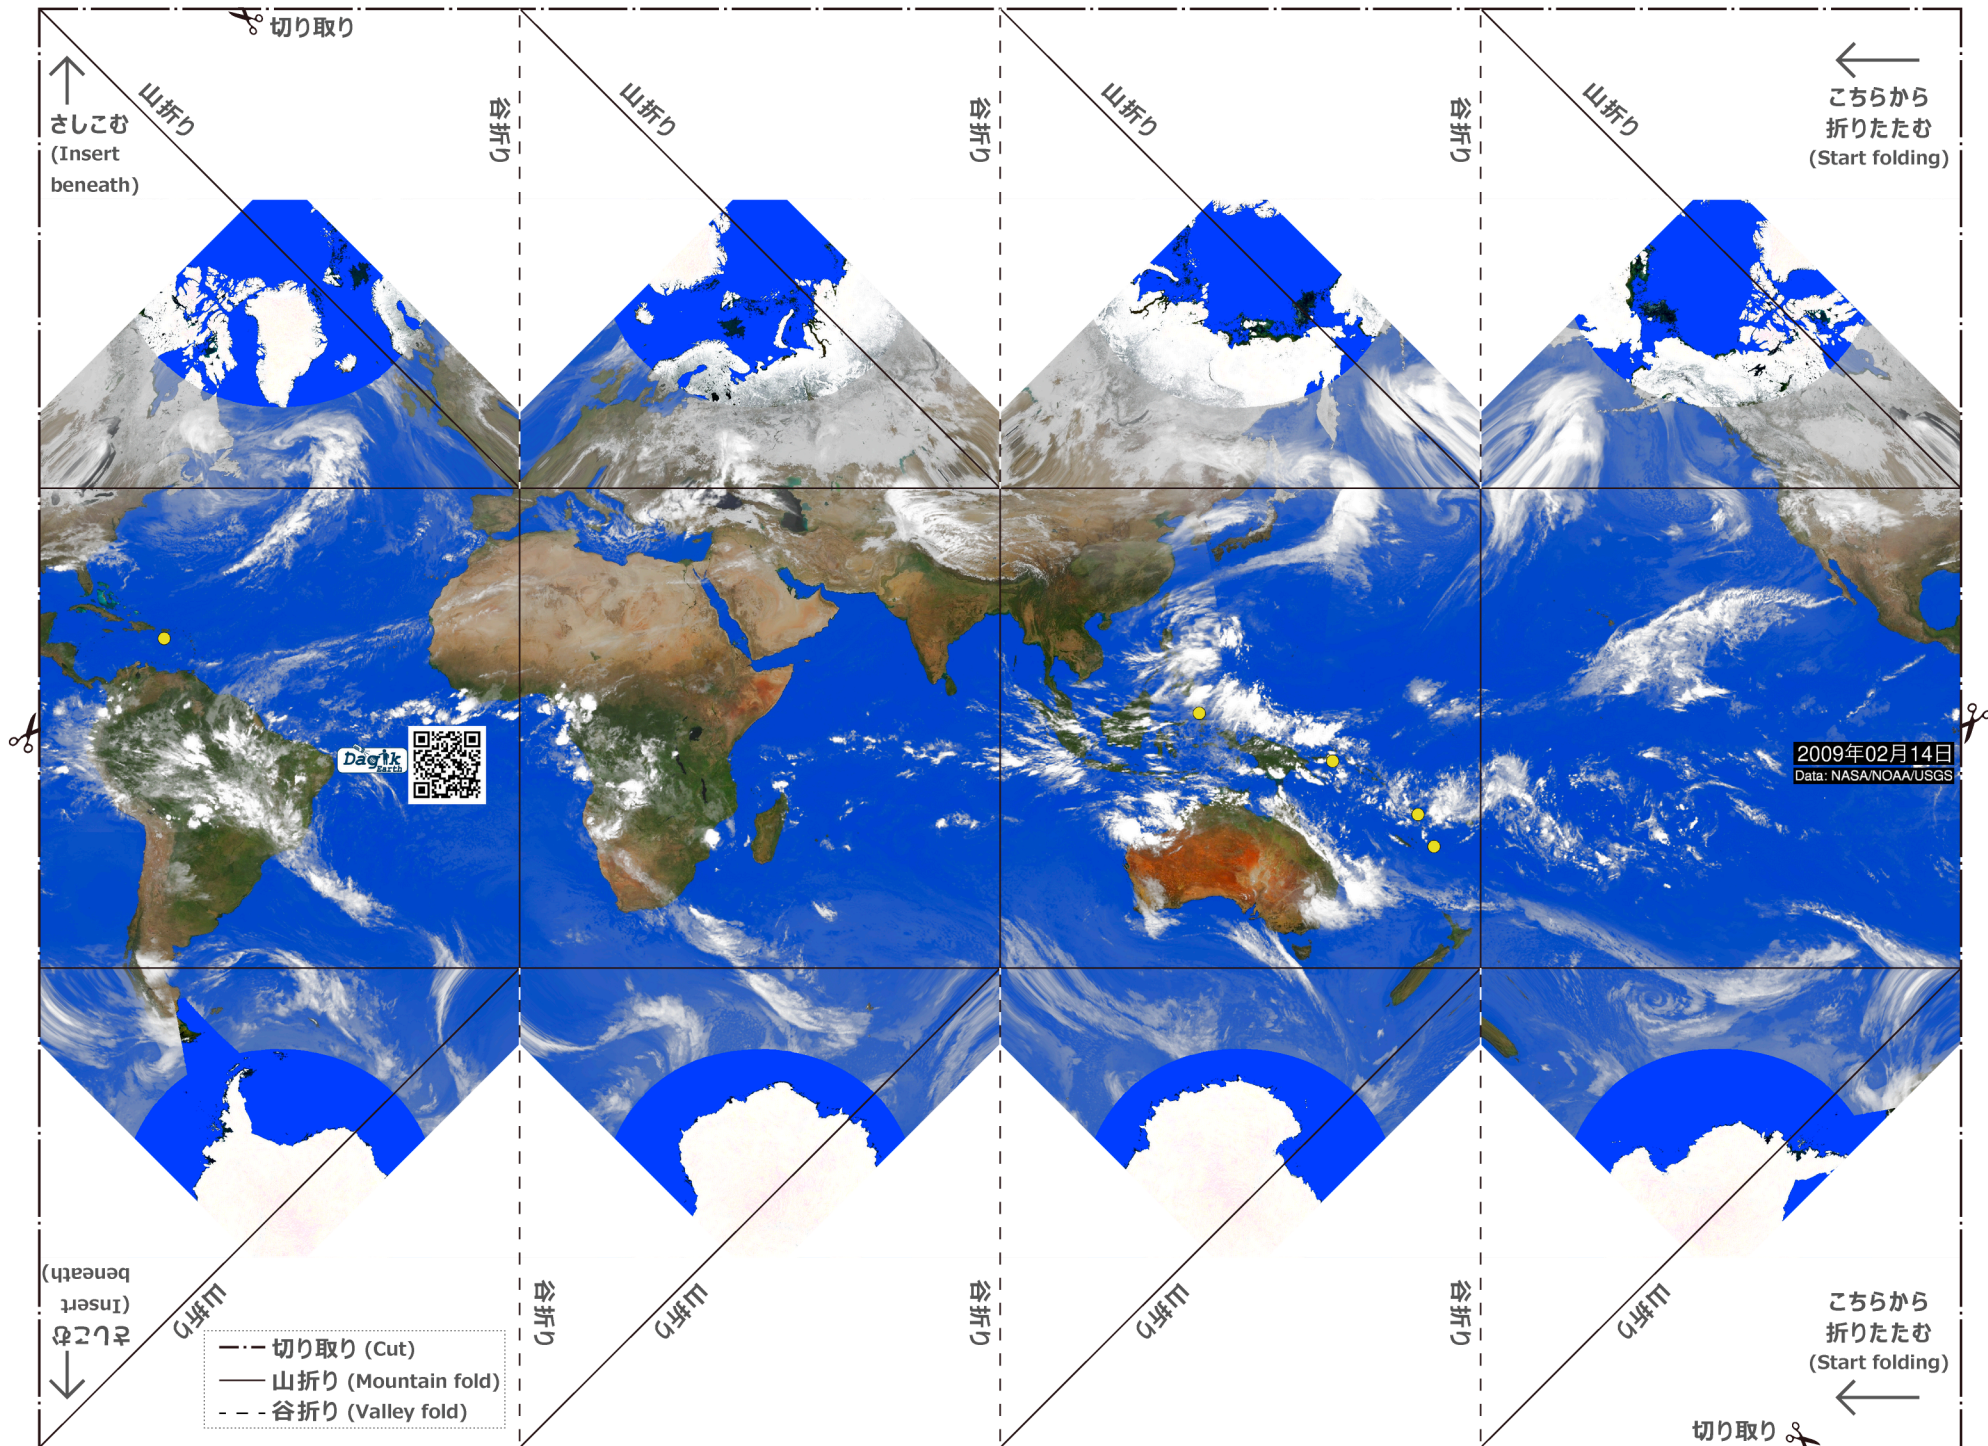 切り取り
さしこむ
(Insert
beneath)
山折り
谷折り
山折り
谷折り
山折り
谷折り
山折り
こちらから
折りたたむ
(Start folding)
Dagik
Earth
2009年02月14日
Data: NASA/NOAA/USGS
さしこむ
(Insert
beneath)
山折り
谷折り
山折り
谷折り
山折り
谷折り
山折り
こちらから
折りたたむ
(Start folding)
切り取り (Cut)
山折り (Mountain fold)
谷折り (Valley fold)
切り取り